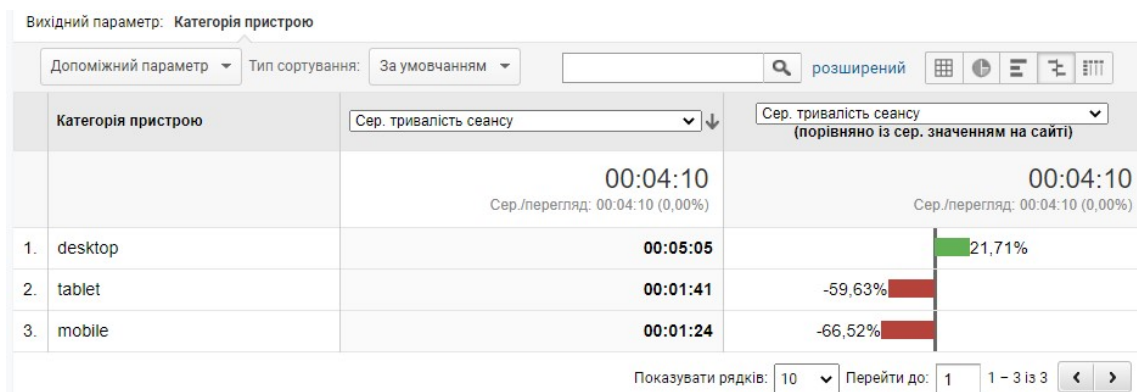 Вихідний параметр: Категорія пристрою
Допоміжний параметр Тип сортування: За умовчанням розширений
Категорія пристрою Сер. тривалість сеансу Сер. тривалість сеансу
(порівняно із сер. значенням на сайті)
00:04:10 00:04:10
Сер./перегляд: 00:04:10 (0,00%) Сер./перегляд: 00:04:10 (0,00%)
1. desktop 00:05:05 21,71%
2. tablet 00:01:41 -59,63%
3. mobile 00:01:24 -66,52%
Показувати рядків: 10 Перейти до: 1 1 – 3 із 3